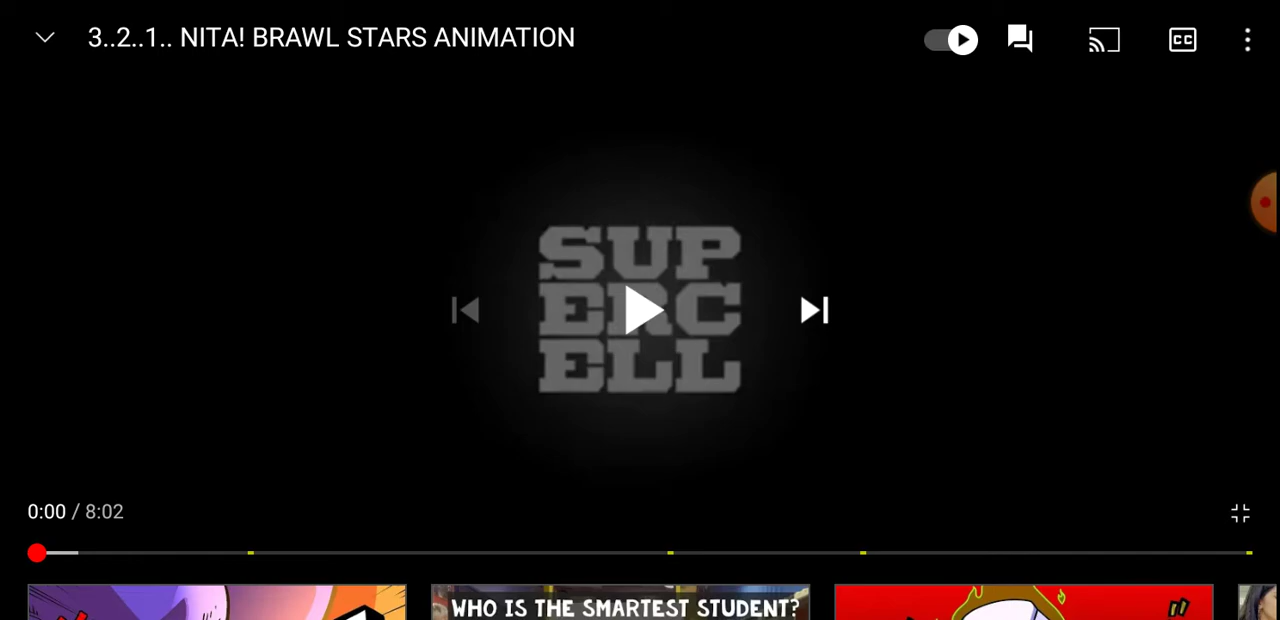 3..2..1.. NITA! BRAWL STARS ANIMATION
CC
SUP
ERC
ELL
0:00 / 8:02
WHO IS THE SMARTEST STUDENT?